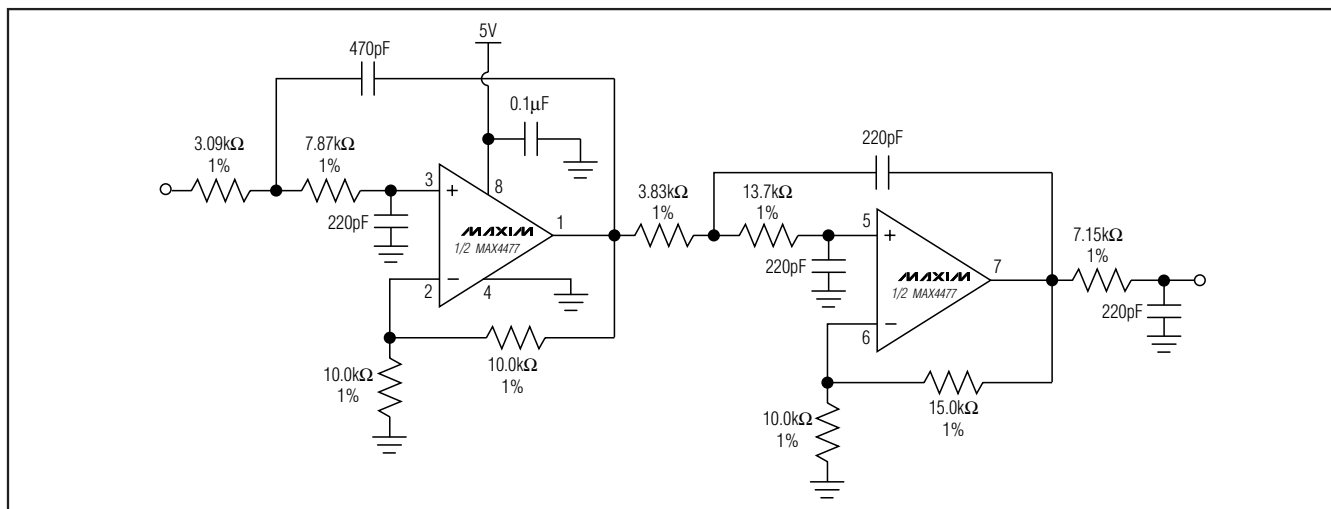 5V
470pF
0.1μF
3.09kΩ
1%
7.87kΩ
1%
3
+
8
220pF
MAXIM
1/2 MAX4477
1
2
−
4
10.0kΩ
1%
10.0kΩ
1%
220pF
3.83kΩ
1%
13.7kΩ
1%
5
+
220pF
MAXIM
1/2 MAX4477
7
6
−
7.15kΩ
1%
220pF
15.0kΩ
1%
10.0kΩ
1%